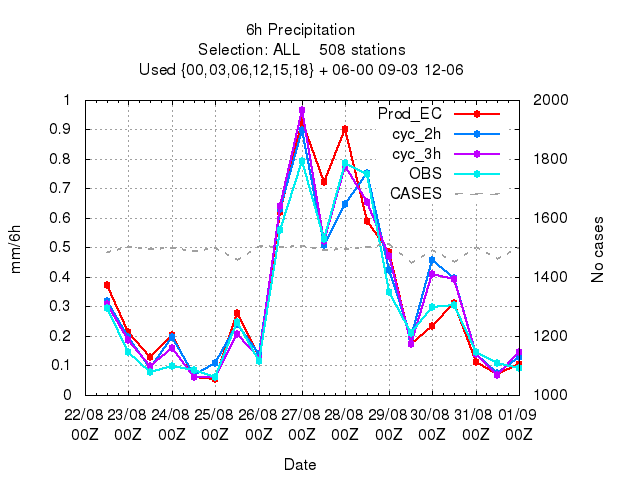 6h Precipitation
Selection: ALL 508 stations
Used {00,03,06,12,15,18} + 06-00 09-03 12-06
1 2000
Prod_EC
0.9
cyc_2h
0.8 1800
cyc_3h
0.7
OBS
CASES
0.6 1600
0.5
0.4 1400
0.3
0.2 1200
0.1
0 1000
mm/6h
No cases
22/08 23/08 24/08 25/08 26/08 27/08 28/08 29/08 30/08 31/08 01/09
00Z 00Z 00Z 00Z 00Z 00Z 00Z 00Z 00Z 00Z 00Z
Date